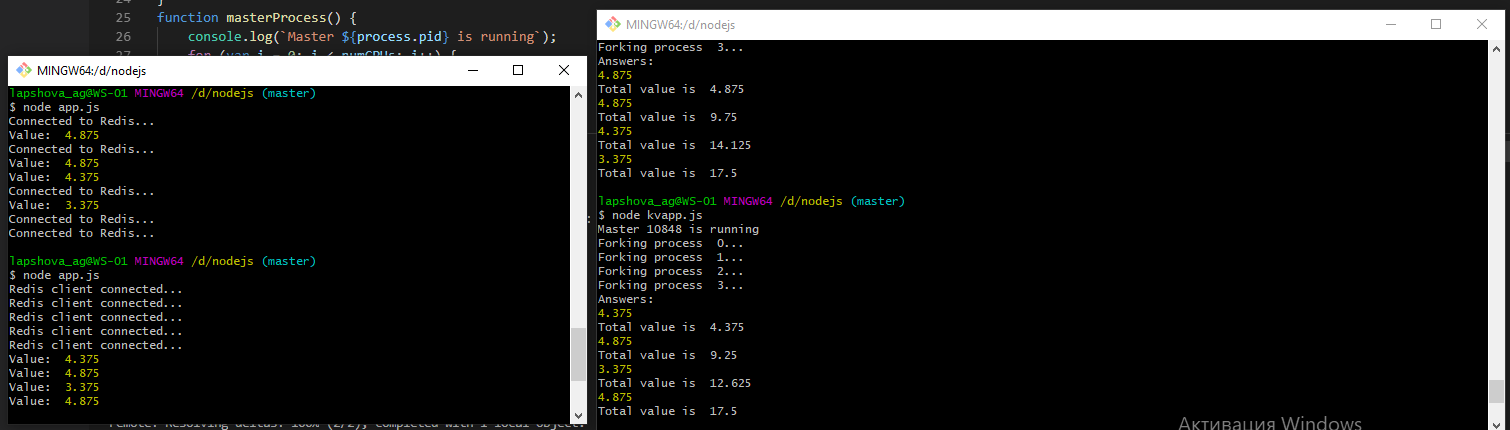 24 }
25 function masterProcess() {
26 console.log(`Master ${process.pid} is running`);
27 for (var i = 0; i < numCPUs; i++) {
MINGW64:/d/nodejs
lapshova_ag@WS-01 MINGW64 /d/nodejs (master)
$ node app.js
Connected to Redis...
Value:  4.875
Connected to Redis...
Value:  4.875
Value:  4.375
Connected to Redis...
Value:  3.375
Connected to Redis...
Connected to Redis...
lapshova_ag@WS-01 MINGW64 /d/nodejs (master)
$ node app.js
Redis client connected...
Redis client connected...
Redis client connected...
Redis client connected...
Redis client connected...
Value:  4.375
Value:  4.875
Value:  3.375
Value:  4.875
remote: Resolving deltas: 100% (2/2), completed with 1 local object.
MINGW64:/d/nodejs
Forking process  3...
Answers:
4.875
Total value is  4.875
4.875
Total value is  9.75
4.375
Total value is  14.125
3.375
Total value is  17.5
lapshova_ag@WS-01 MINGW64 /d/nodejs (master)
$ node kvapp.js
Master 10848 is running
Forking process  0...
Forking process  1...
Forking process  2...
Forking process  3...
Answers:
4.375
Total value is  4.375
4.875
Total value is  9.25
3.375
Total value is  12.625
4.875
Total value is  17.5
Активация Windows